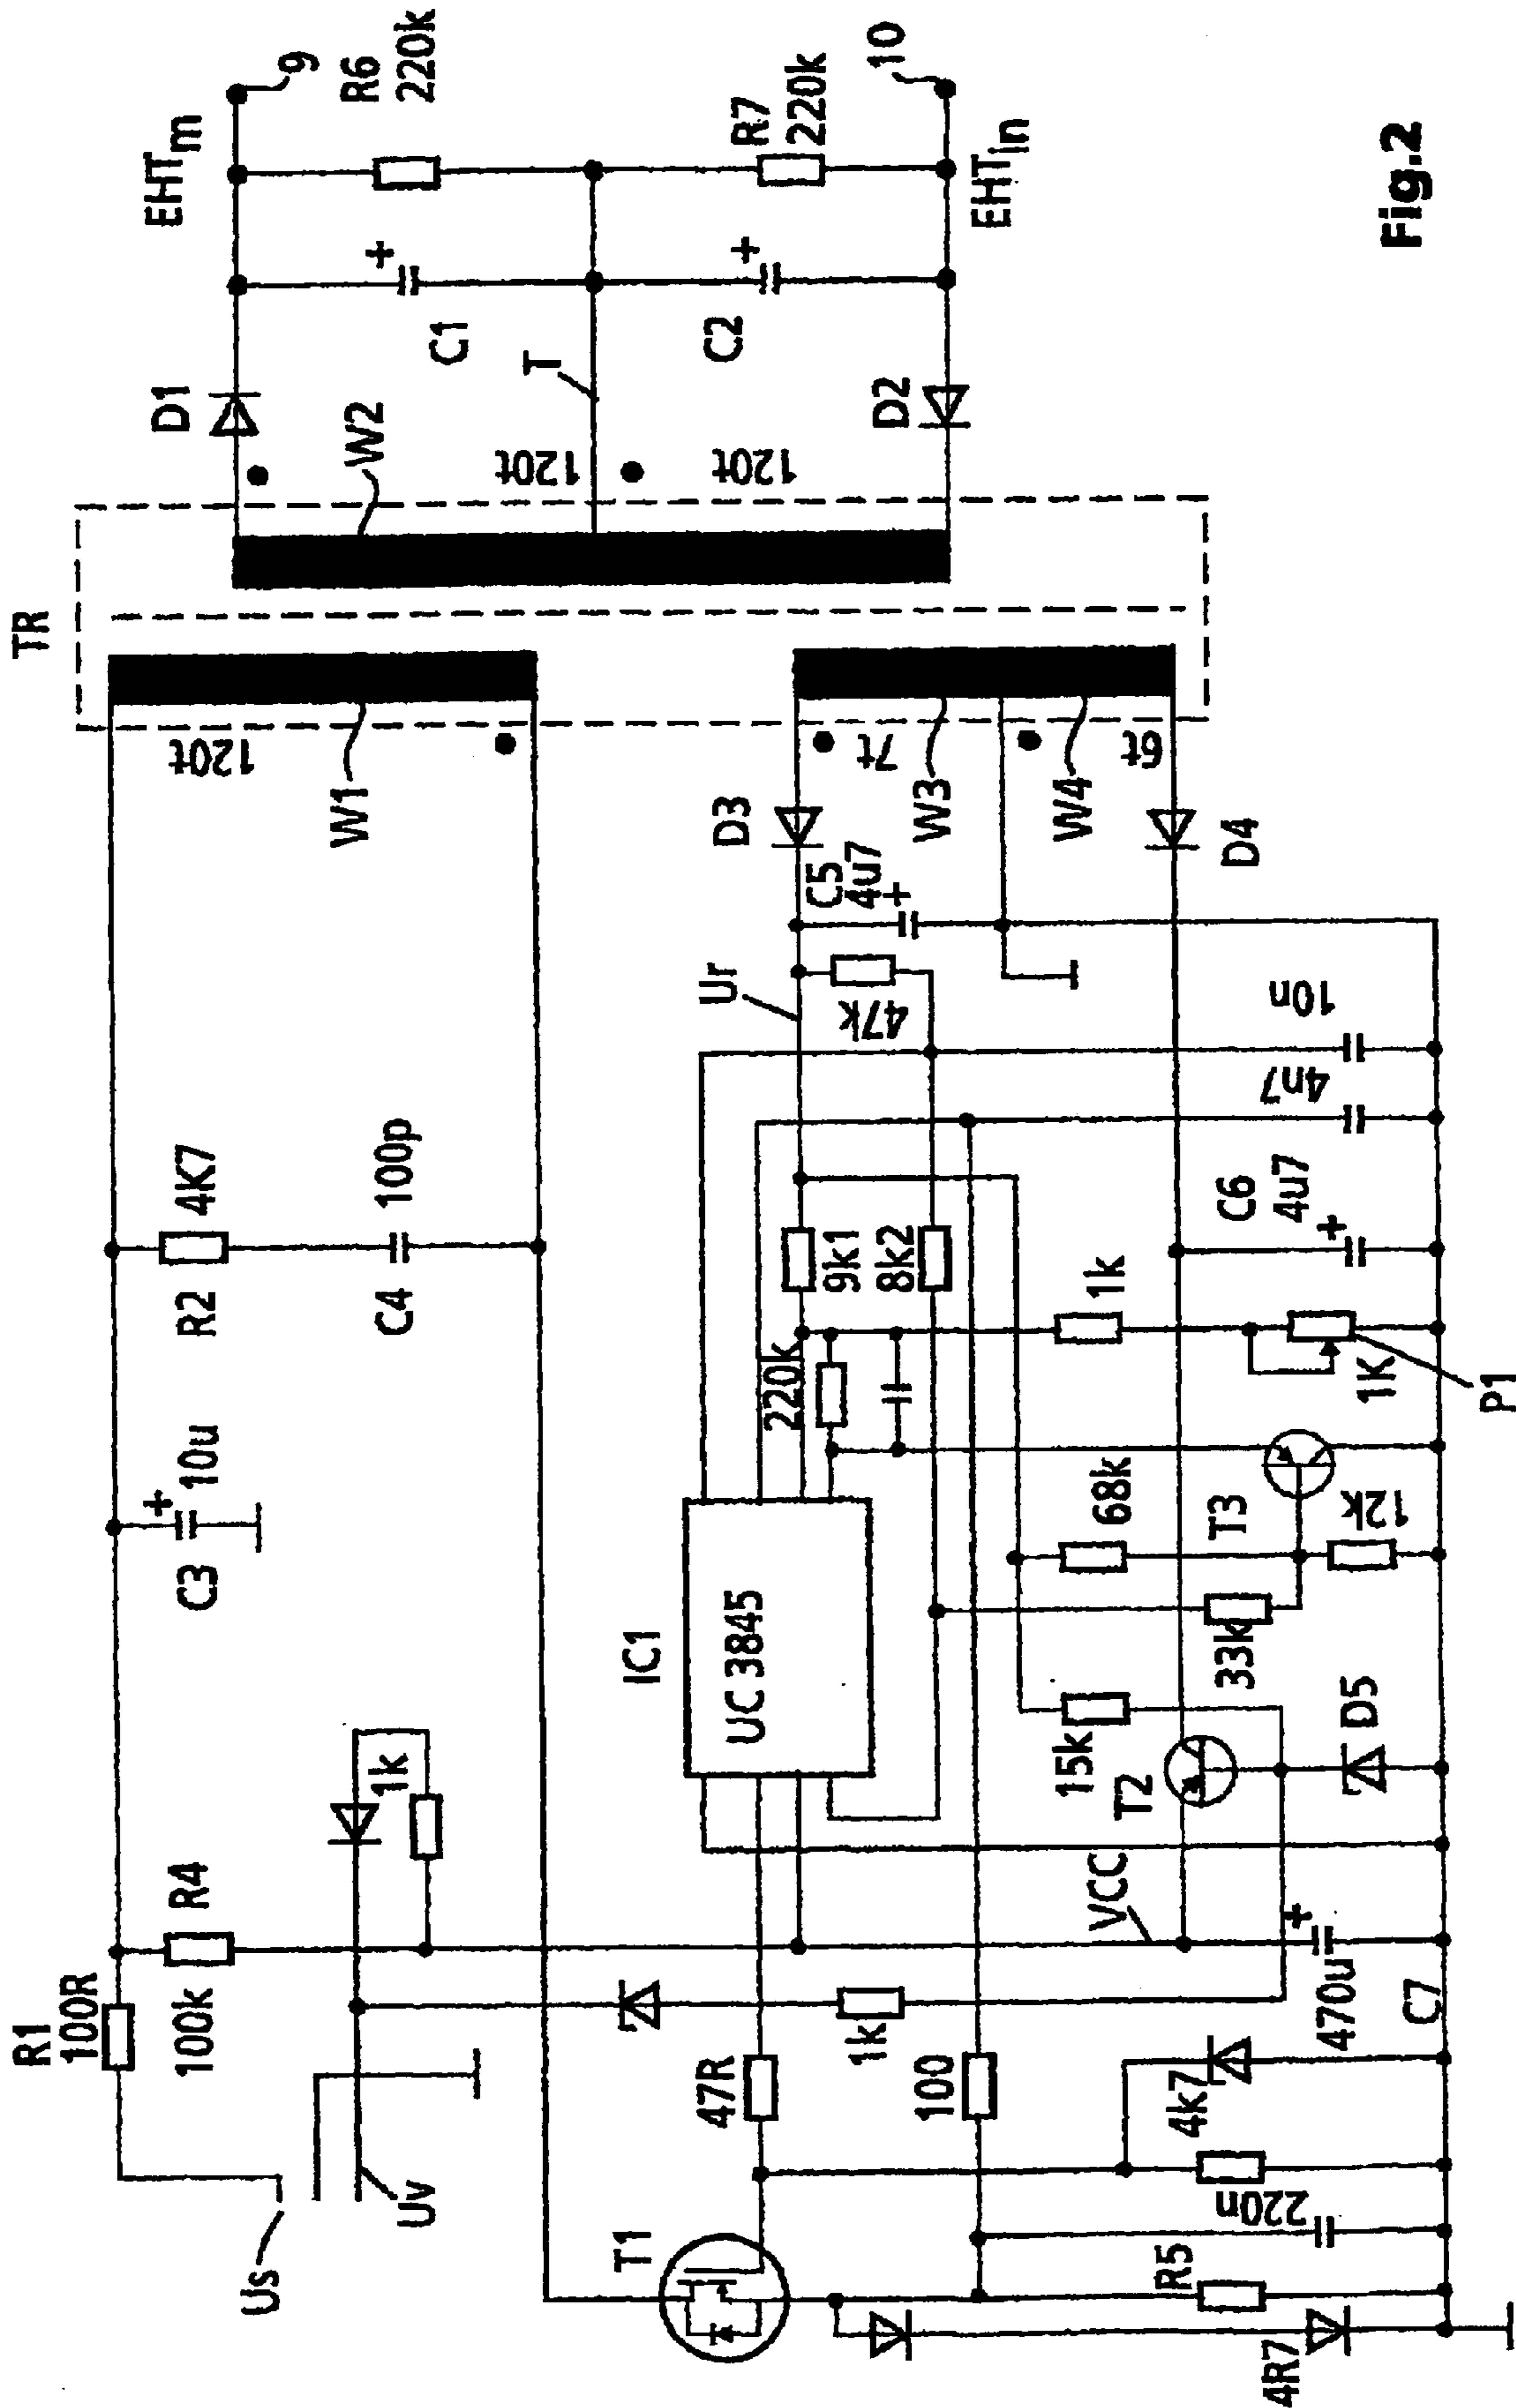 TR
R1
100R
R4
100k
C3
10u
R2
4K7
C4
100p
120t
W1
W2
D1
EHTm
9
R6
220k
120t
T
C1
120t
C2
D2
R7
220k
EHTin
10
Us
Uv
1k
IC1
UC 3845
Ur
D3
C5
4u7
47k
7t
W3
W4
6t
D4
9k1
8k2
220k
1k
10n
4n7
C6
4u7
1K
P1
68k
T3
12k
33k
15k
T2
D5
VCC
470u
C7
1k
47R
100
4k7
220n
R5
4R7
T1
Fig.2